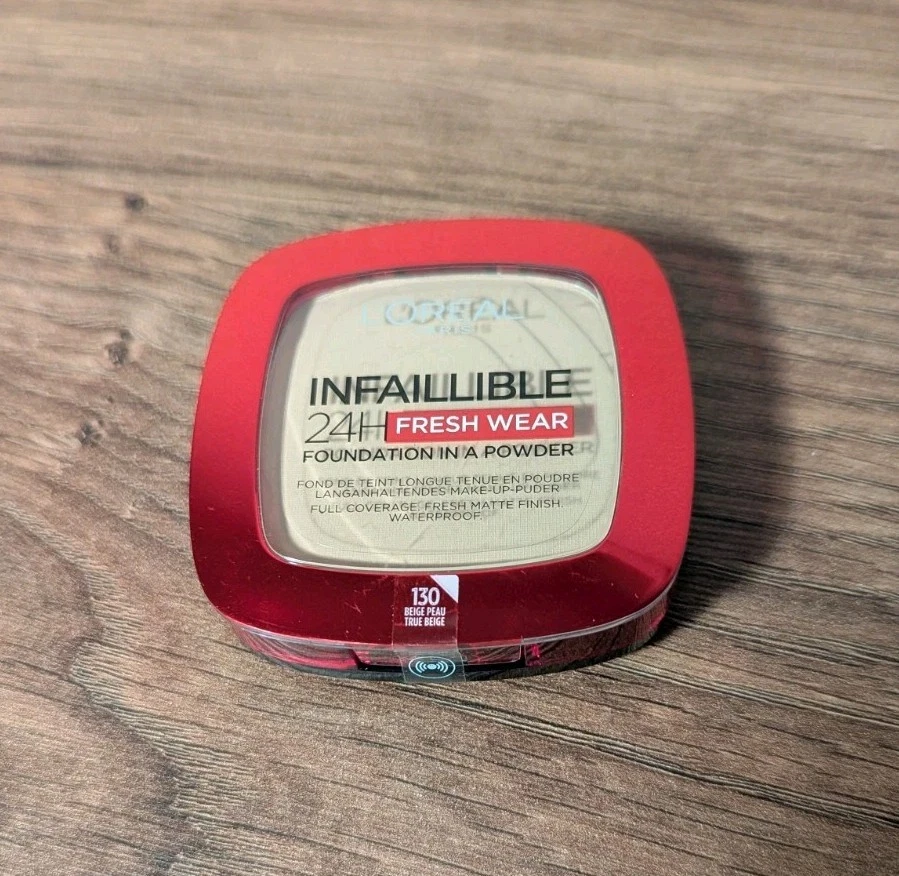 L'ORÉAL
PARIS
INFAILLIBLE
24H FRESH WEAR
FOUNDATION IN A POWDER
FOND DE TEINT LONGUE TENUE EN POUDRE
LANGANHALTENDES MAKE-UP-PUDER
FULL COVERAGE. FRESH MATTE FINISH.
WATERPROOF.
130
BEIGE PEAU
TRUE BEIGE